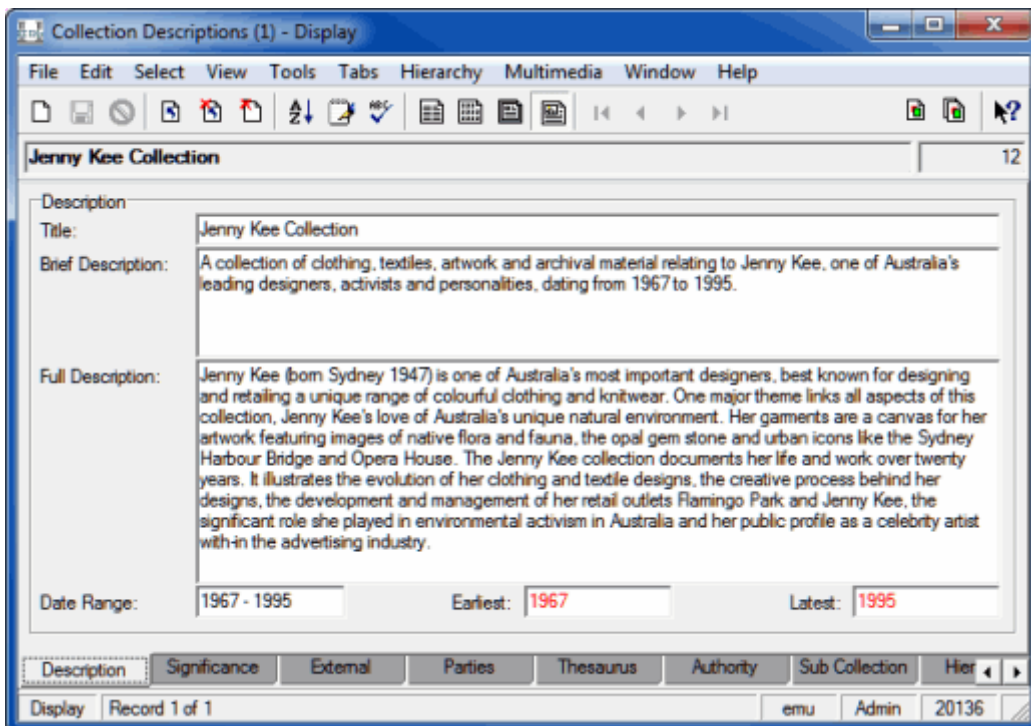 Collection Descriptions (1) - Display
File Edit Select View Tools Tabs Hierarchy Multimedia Window Help
Jenny Kee Collection 12
Description
Title: Jenny Kee Collection
Brief Description: A collection of clothing, textiles, artwork and archival material relating to Jenny Kee, one of Australia's
leading designers, activists and personalities, dating from 1967 to 1995.
Full Description: Jenny Kee (born Sydney 1947) is one of Australia's most important designers, best known for designing
and retailing a unique range of colourful clothing and knitwear. One major theme links all aspects of this
collection, Jenny Kee's love of Australia's unique natural environment. Her garments are a canvas for her
artwork featuring images of native flora and fauna, the opal gem stone and urban icons like the Sydney
Harbour Bridge and Opera House. The Jenny Kee collection documents her life and work over twenty
years. It illustrates the evolution of her clothing and textile designs, the creative process behind her
designs, the development and management of her retail outlets Flamingo Park and Jenny Kee, the
significant role she played in environmental activism in Australia and her public profile as a celebrity artist
with-in the advertising industry.
Date Range: 1967 - 1995 Earliest: 1967 Latest: 1995
Description Significance External Parties Thesaurus Authority Sub Collection Hier
Display Record 1 of 1 emu Admin 20136